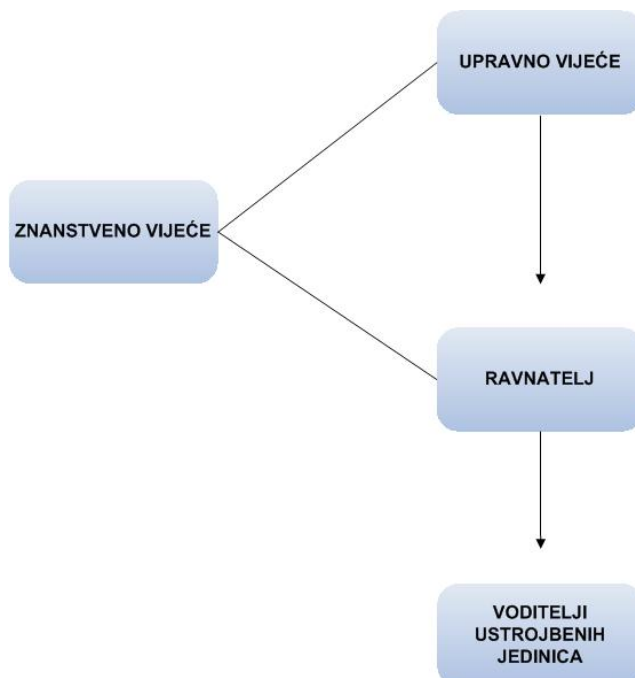 UPRAVNO VIJEĆE
ZNANSTVENO VIJEĆE
RAVNATELJ
VODITELJI
USTROJBENIH
JEDINICA